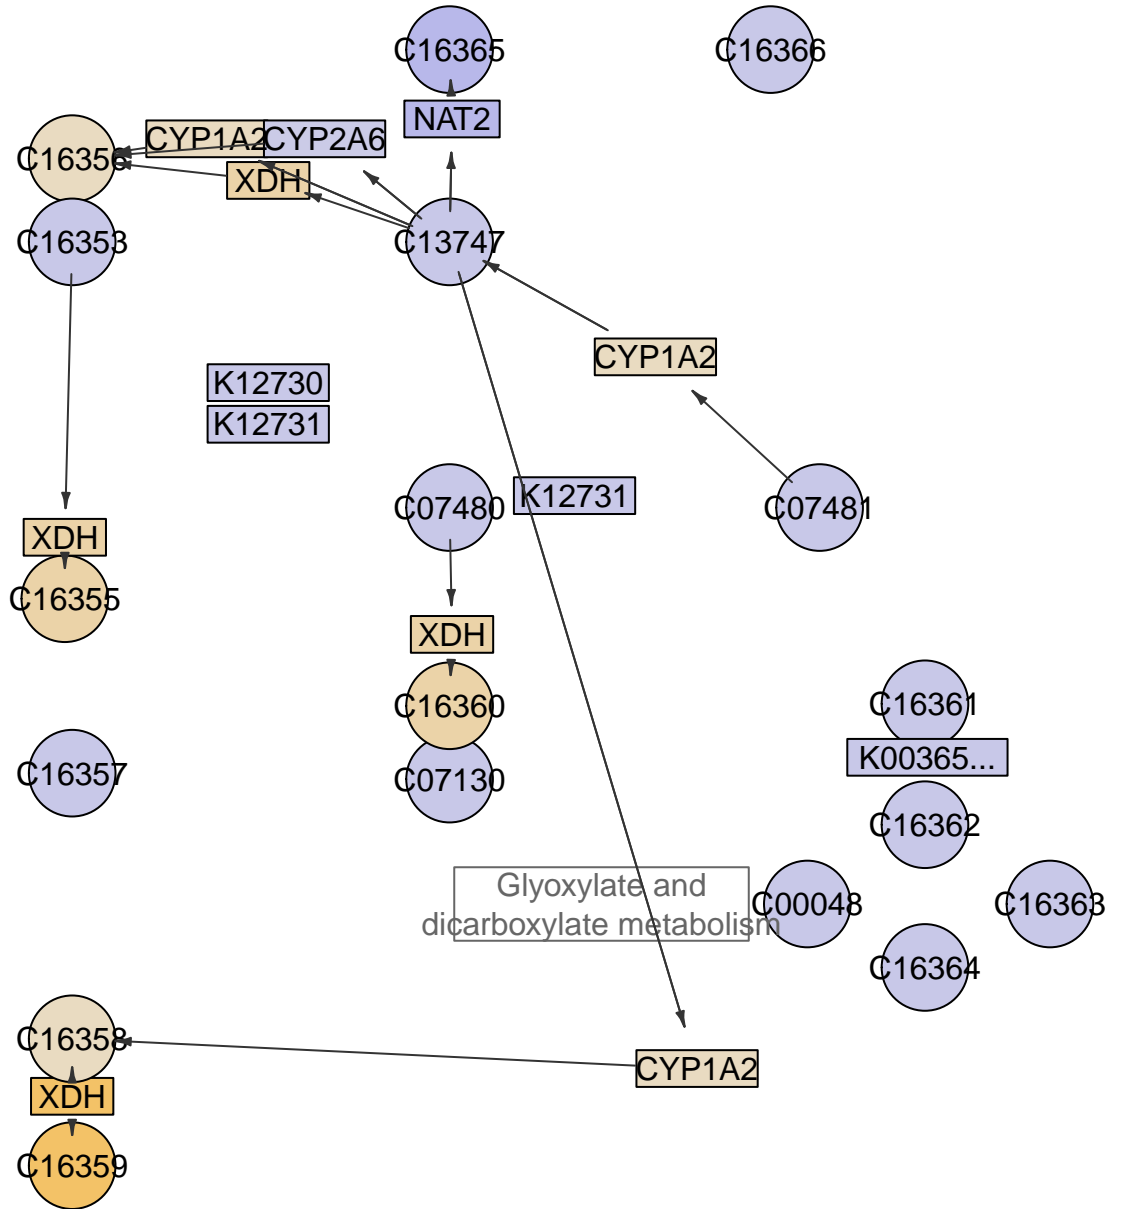 C16365
C16366
NAT2
CYP1A2
CYP2A6
C16356
XDH
C16353
C13747
CYP1A2
K12730
K12731
K12731
C07480
C07481
XDH
C16355
XDH
C16360
C16361
K00365...
C16357
C07130
C16362
Glyoxylate and
dicarboxylate metabolism
C00048
C16363
C16364
C16358
CYP1A2
XDH
C16359